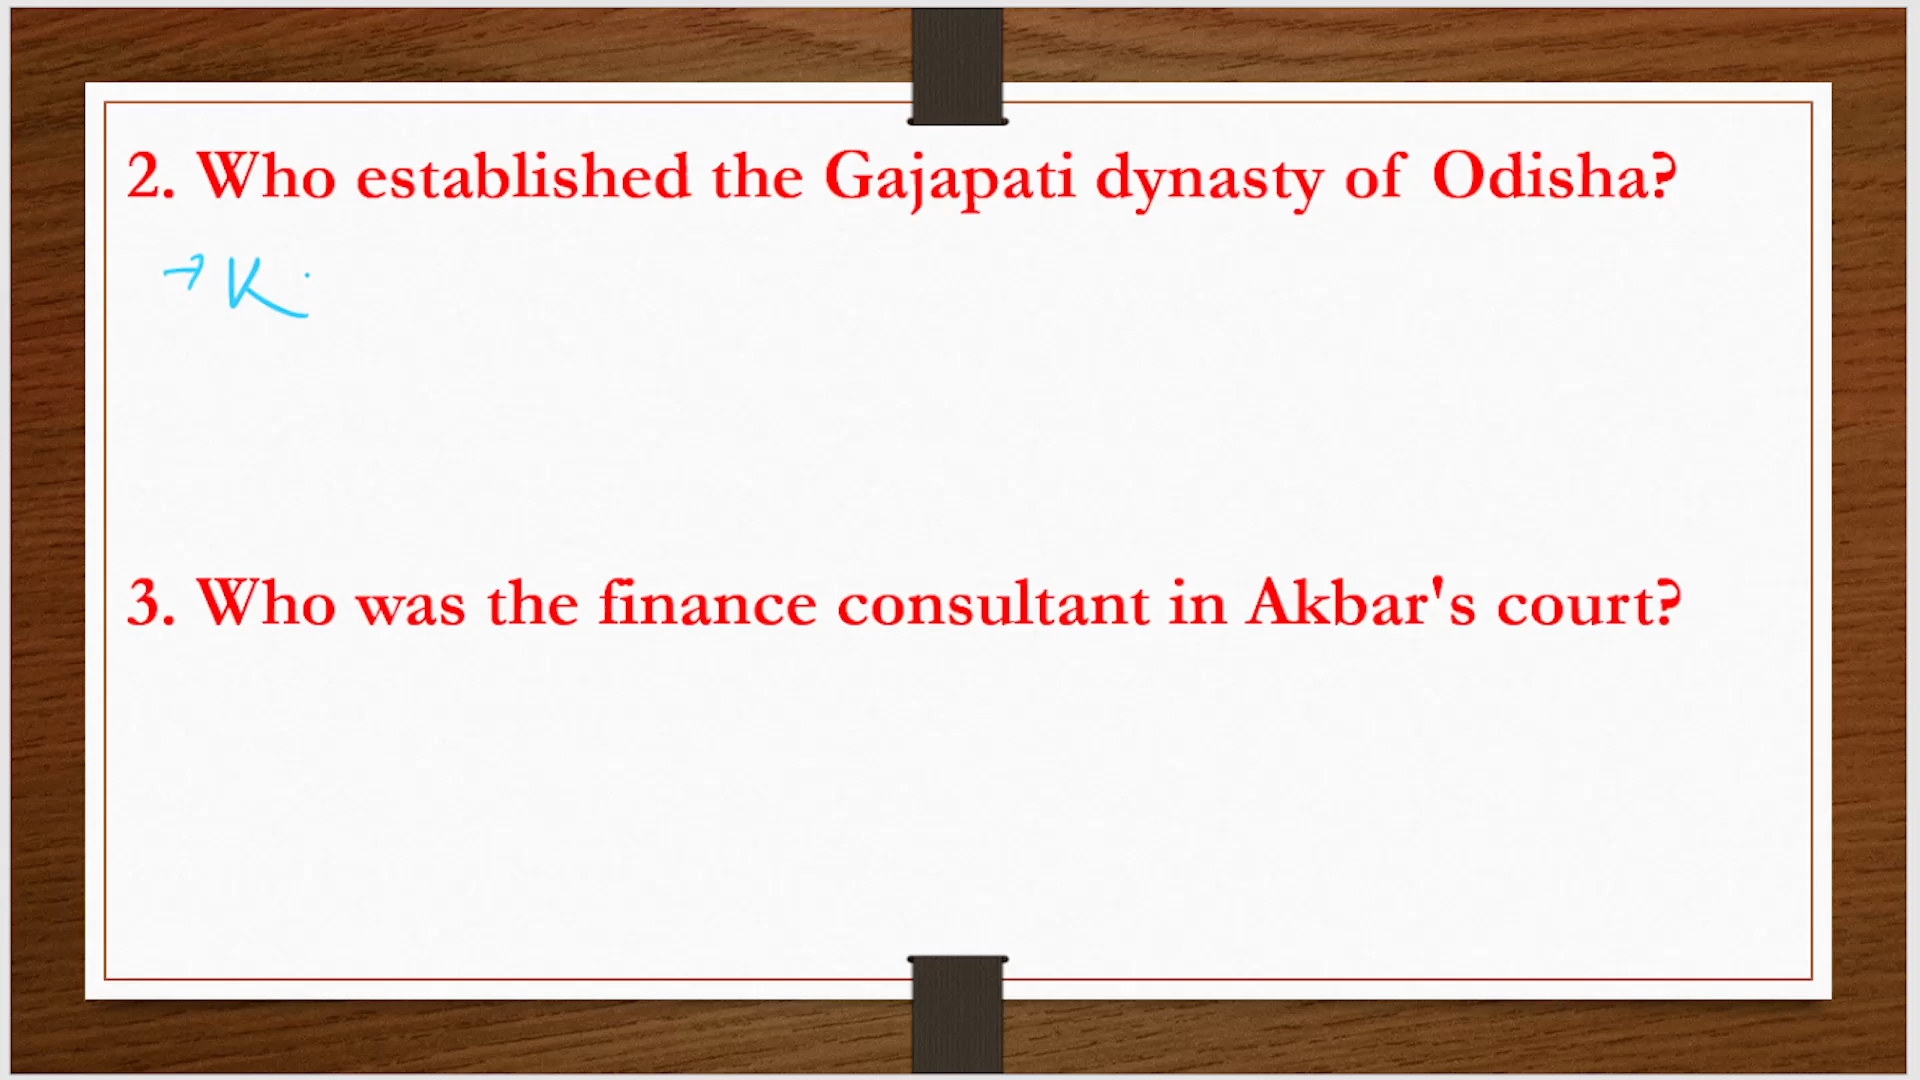 2. Who established the Gajapati dynasty of Odisha?
→ K
3. Who was the finance consultant in Akbar's court?